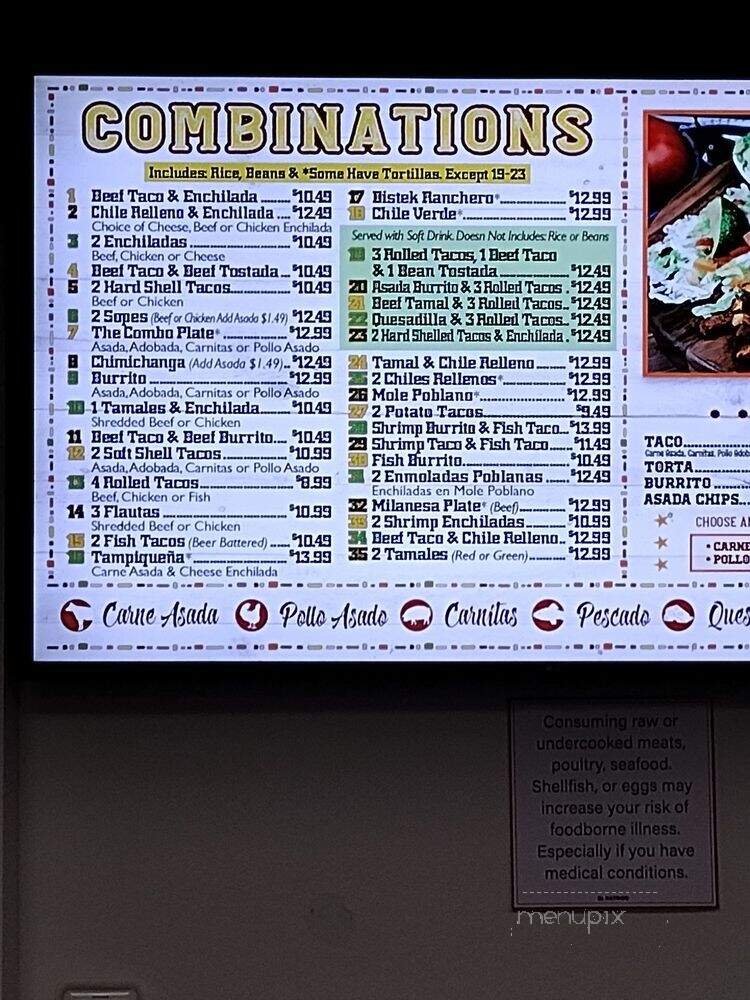 COMBINATIONS
Includes: Rice, Beans & *Some Have Tortillas. Except 19-23
1 Beef Taco & Enchilada ........ $10.49
2 Chile Relleno & Enchilada .... $12.49
Choice of Cheese, Beef or Chicken Enchilada
3 2 Enchiladas ........ $10.49
Beef, Chicken or Cheese
4 Beef Taco & Beef Tostada ... $10.49
5 2 Hard Shell Tacos ........ $10.49
Beef or Chicken
6 2 Sopes (Beef or Chicken Add Asada $1.49) $12.49
7 The Combo Plate* ........ $12.99
Asada, Adobada, Carnitas or Pollo Asado
8 Chimichanga (Add Asada $1.49) .. $12.49
9 Burrito ........ $12.99
Asada, Adobada, Carnitas or Pollo Asado
10 1 Tamales & Enchilada ........ $10.49
Shredded Beef or Chicken
11 Beef Taco & Beef Burrito .... $10.49
12 2 Soft Shell Tacos ........ $10.99
Asada, Adobada, Carnitas or Pollo Asado
13 4 Rolled Tacos ........ $8.99
Beef, Chicken or Fish
14 3 Flautas ........ $10.99
Shredded Beef or Chicken
15 2 Fish Tacos (Beer Battered) ..... $10.49
16 Tampiqueña* ........ $13.99
Carne Asada & Cheese Enchilada
17 Bistek Ranchero* ........ $12.99
18 Chile Verde* ........ $12.99
Served with Soft Drink. Doesn Not Includes: Rice or Beans
19 3 Rolled Tacos, 1 Beef Taco
& 1 Bean Tostada ........ $12.49
20 Asada Burrito & 3 Rolled Tacos . $12.49
21 Beef Tamal & 3 Rolled Tacos .. $12.49
22 Quesadilla & 3 Rolled Tacos .. $12.49
23 2 Hard Shelled Tacos & Enchilada . $12.49
24 Tamal & Chile Relleno ........ $12.99
25 2 Chiles Rellenos* ........ $12.99
26 Mole Poblano* ........ $12.99
27 2 Potato Tacos ........ $9.49
28 Shrimp Burrito & Fish Taco ... $13.99
29 Shrimp Taco & Fish Taco ..... $11.49
30 Fish Burrito ........ $10.49
31 2 Enmoladas Poblanas ........ $12.49
Enchiladas en Mole Poblano
32 Milanesa Plate* (Beef) ........ $12.99
33 2 Shrimp Enchiladas ........ $10.99
34 Beef Taco & Chile Relleno .. $12.99
35 2 Tamales (Red or Green) ........ $12.99
TACO
Carne Asada, Carnitas, Pollo Adob
TORTA
BURRITO
ASADA CHIPS
CHOOSE A
• CARNE
• POLLO
Carne Asada Pollo Asado Carnitas Pescado Ques
Consuming raw or
undercooked meats,
poultry, seafood.
Shellfish, or eggs may
increase your risk of
foodborne illness.
Especially if you have
medical conditions.
menupix